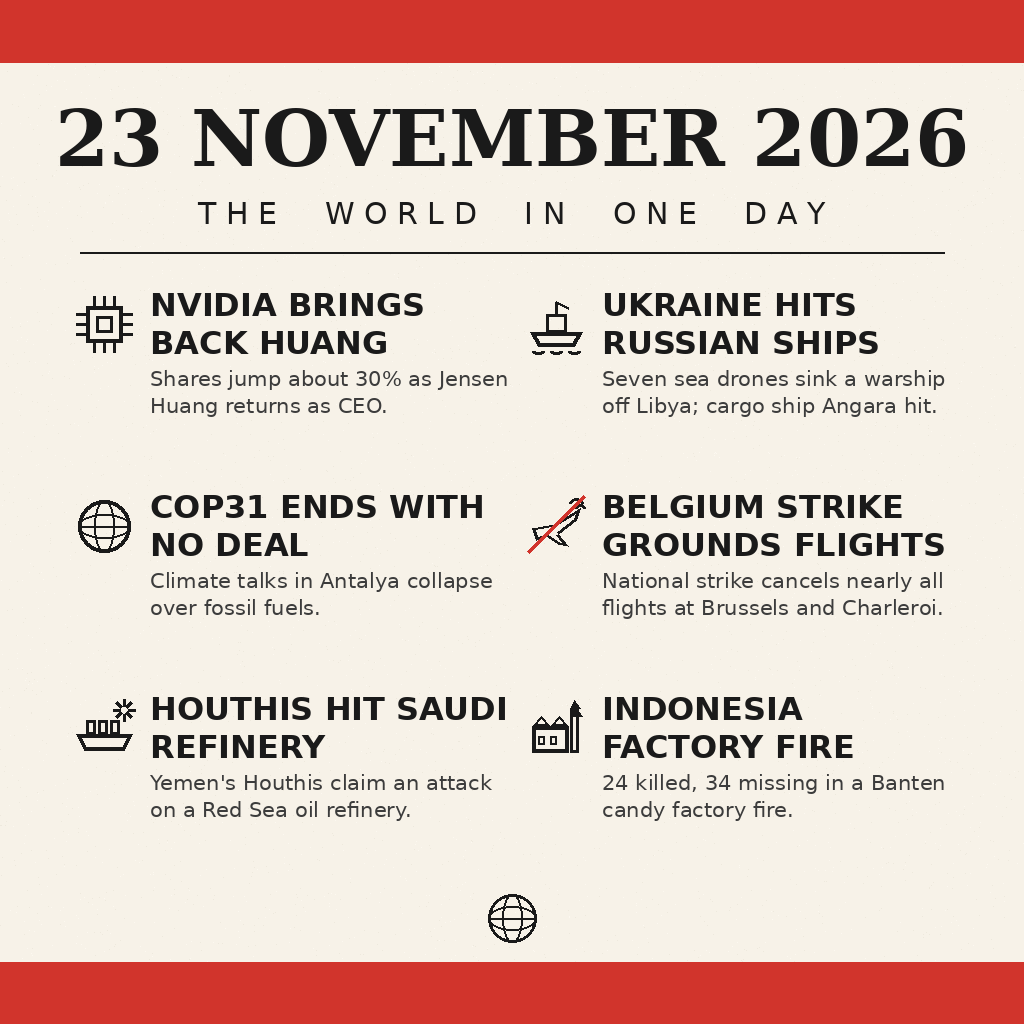 23 NOVEMBER 2026
THE WORLD IN ONE DAY
NVIDIA BRINGS
BACK HUANG
Shares jump about 30% as Jensen
Huang returns as CEO.
UKRAINE HITS
RUSSIAN SHIPS
Seven sea drones sink a warship
off Libya; cargo ship Angara hit.
COP31 ENDS WITH
NO DEAL
Climate talks in Antalya collapse
over fossil fuels.
BELGIUM STRIKE
GROUNDS FLIGHTS
National strike cancels nearly all
flights at Brussels and Charleroi.
HOUTHIS HIT SAUDI
REFINERY
Yemen's Houthis claim an attack
on a Red Sea oil refinery.
INDONESIA
FACTORY FIRE
24 killed, 34 missing in a Banten
candy factory fire.